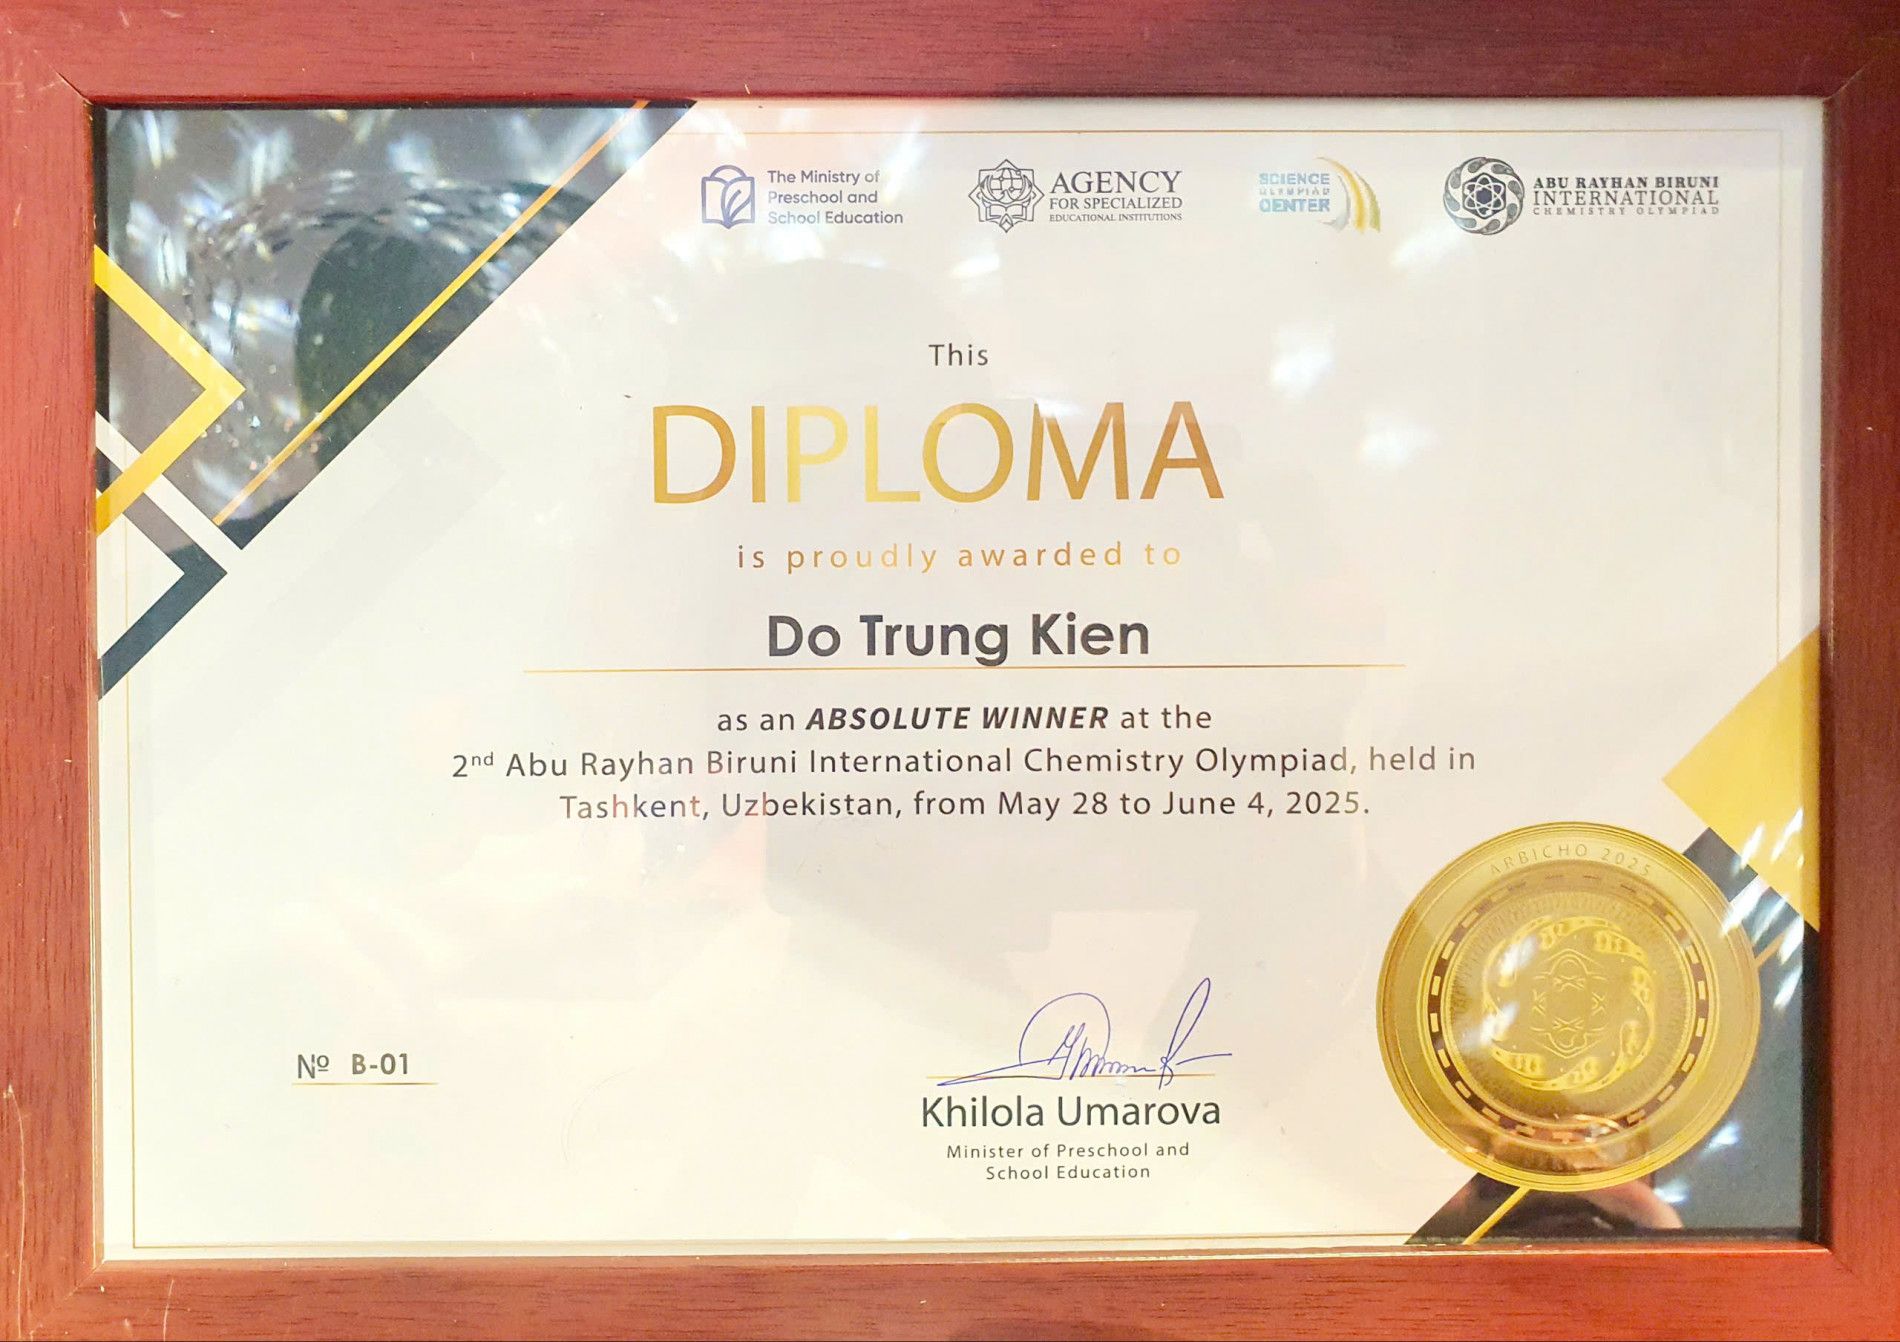 The Ministry of
Preschool and
School Education
AGENCY
FOR SPECIALIZED
EDUCATIONAL INSTITUTIONS
SCIENCE
OLYMPIAD
CENTER
ABU RAYHAN BIRUNI
INTERNATIONAL
CHEMISTRY OLYMPIAD
This
DIPLOMA
is proudly awarded to
Do Trung Kien
as an ABSOLUTE WINNER at the
2nd Abu Rayhan Biruni International Chemistry Olympiad, held in
Tashkent, Uzbekistan, from May 28 to June 4, 2025.
ARBICHO 2025
№ B-01
Khilola Umarova
Minister of Preschool and
School Education